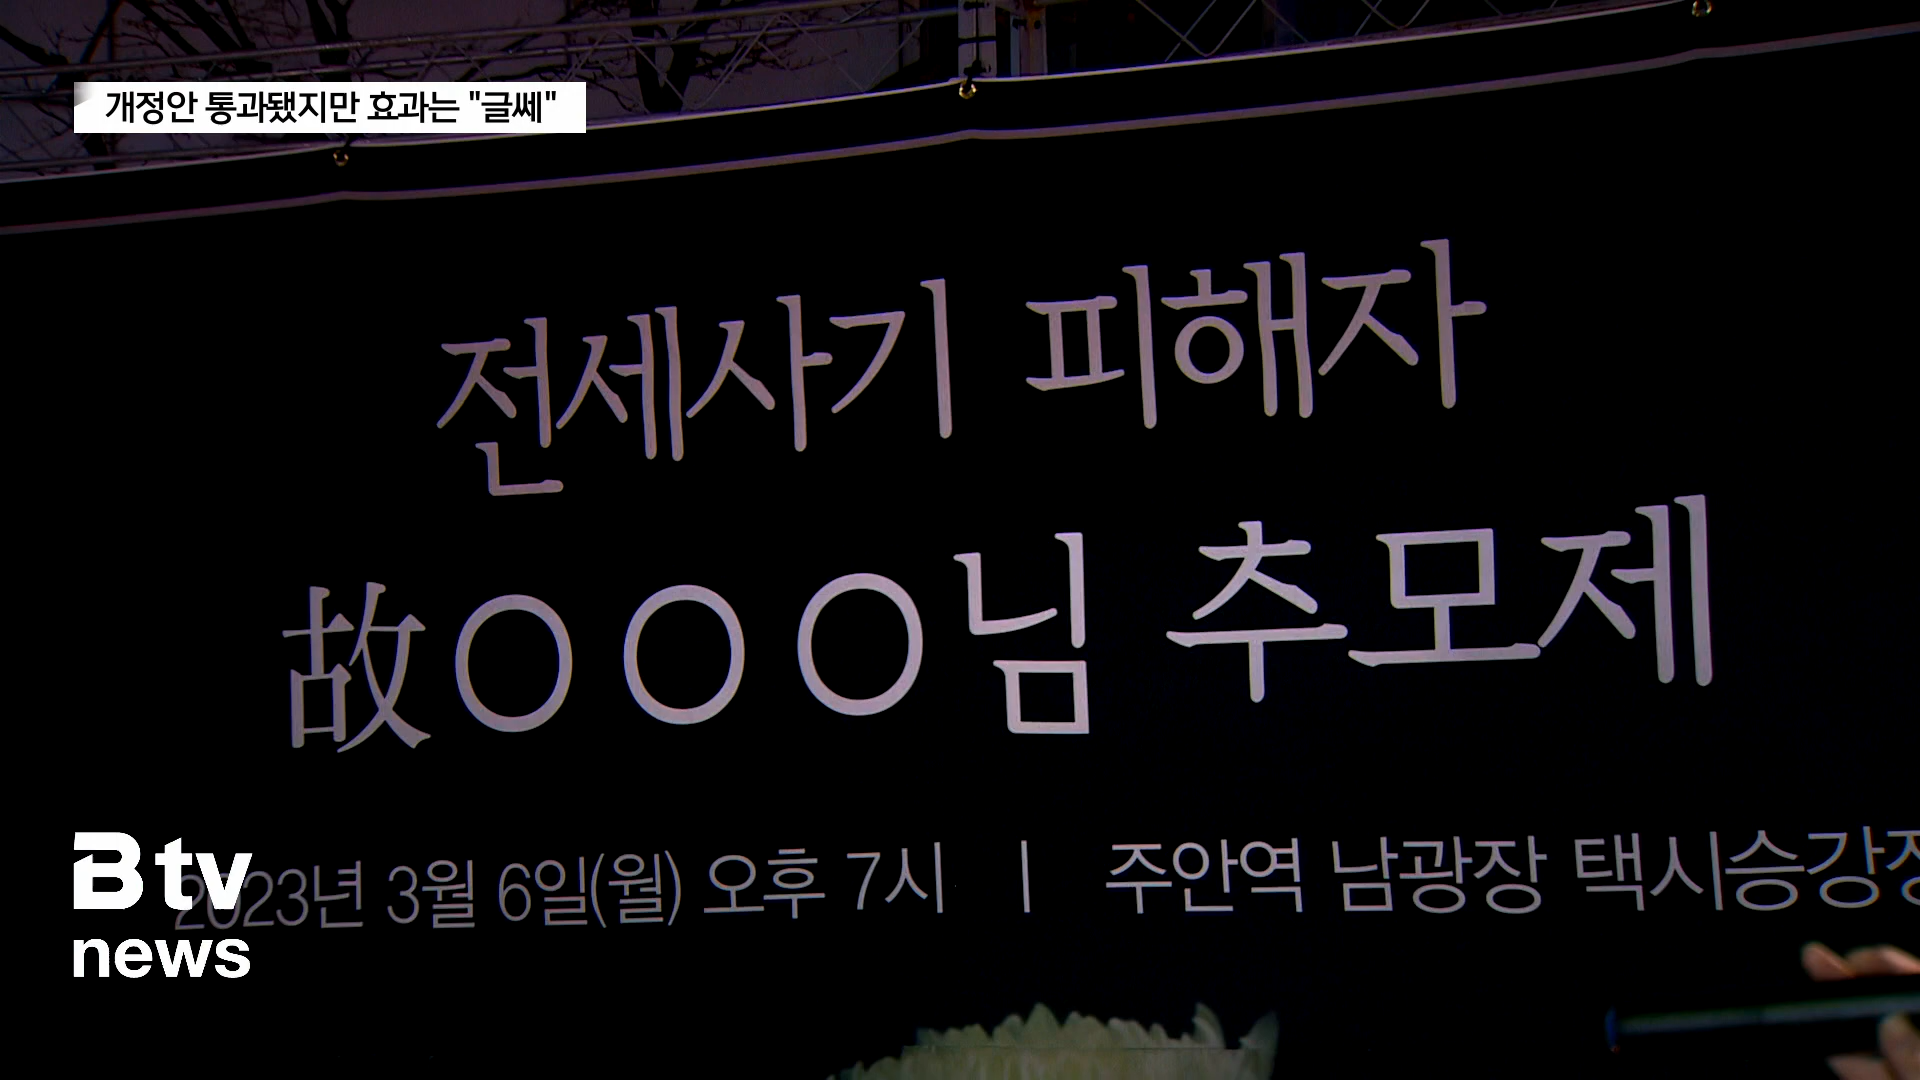 개정안 통과됐지만 효과는 "글쎄"
전세사기 피해자
故○○○님 추모제
2023년 3월 6일(월) 오후 7시 | 주안역 남광장 택시승강장
B tv
news